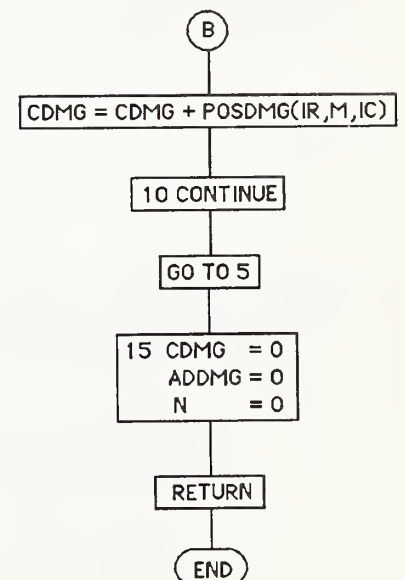 B
CDMG = CDMG + POSDMG(IR,M,IC)
10 CONTINUE
GO TO 5
15 CDMG = 0
ADDMG = 0
N = 0
RETURN
END